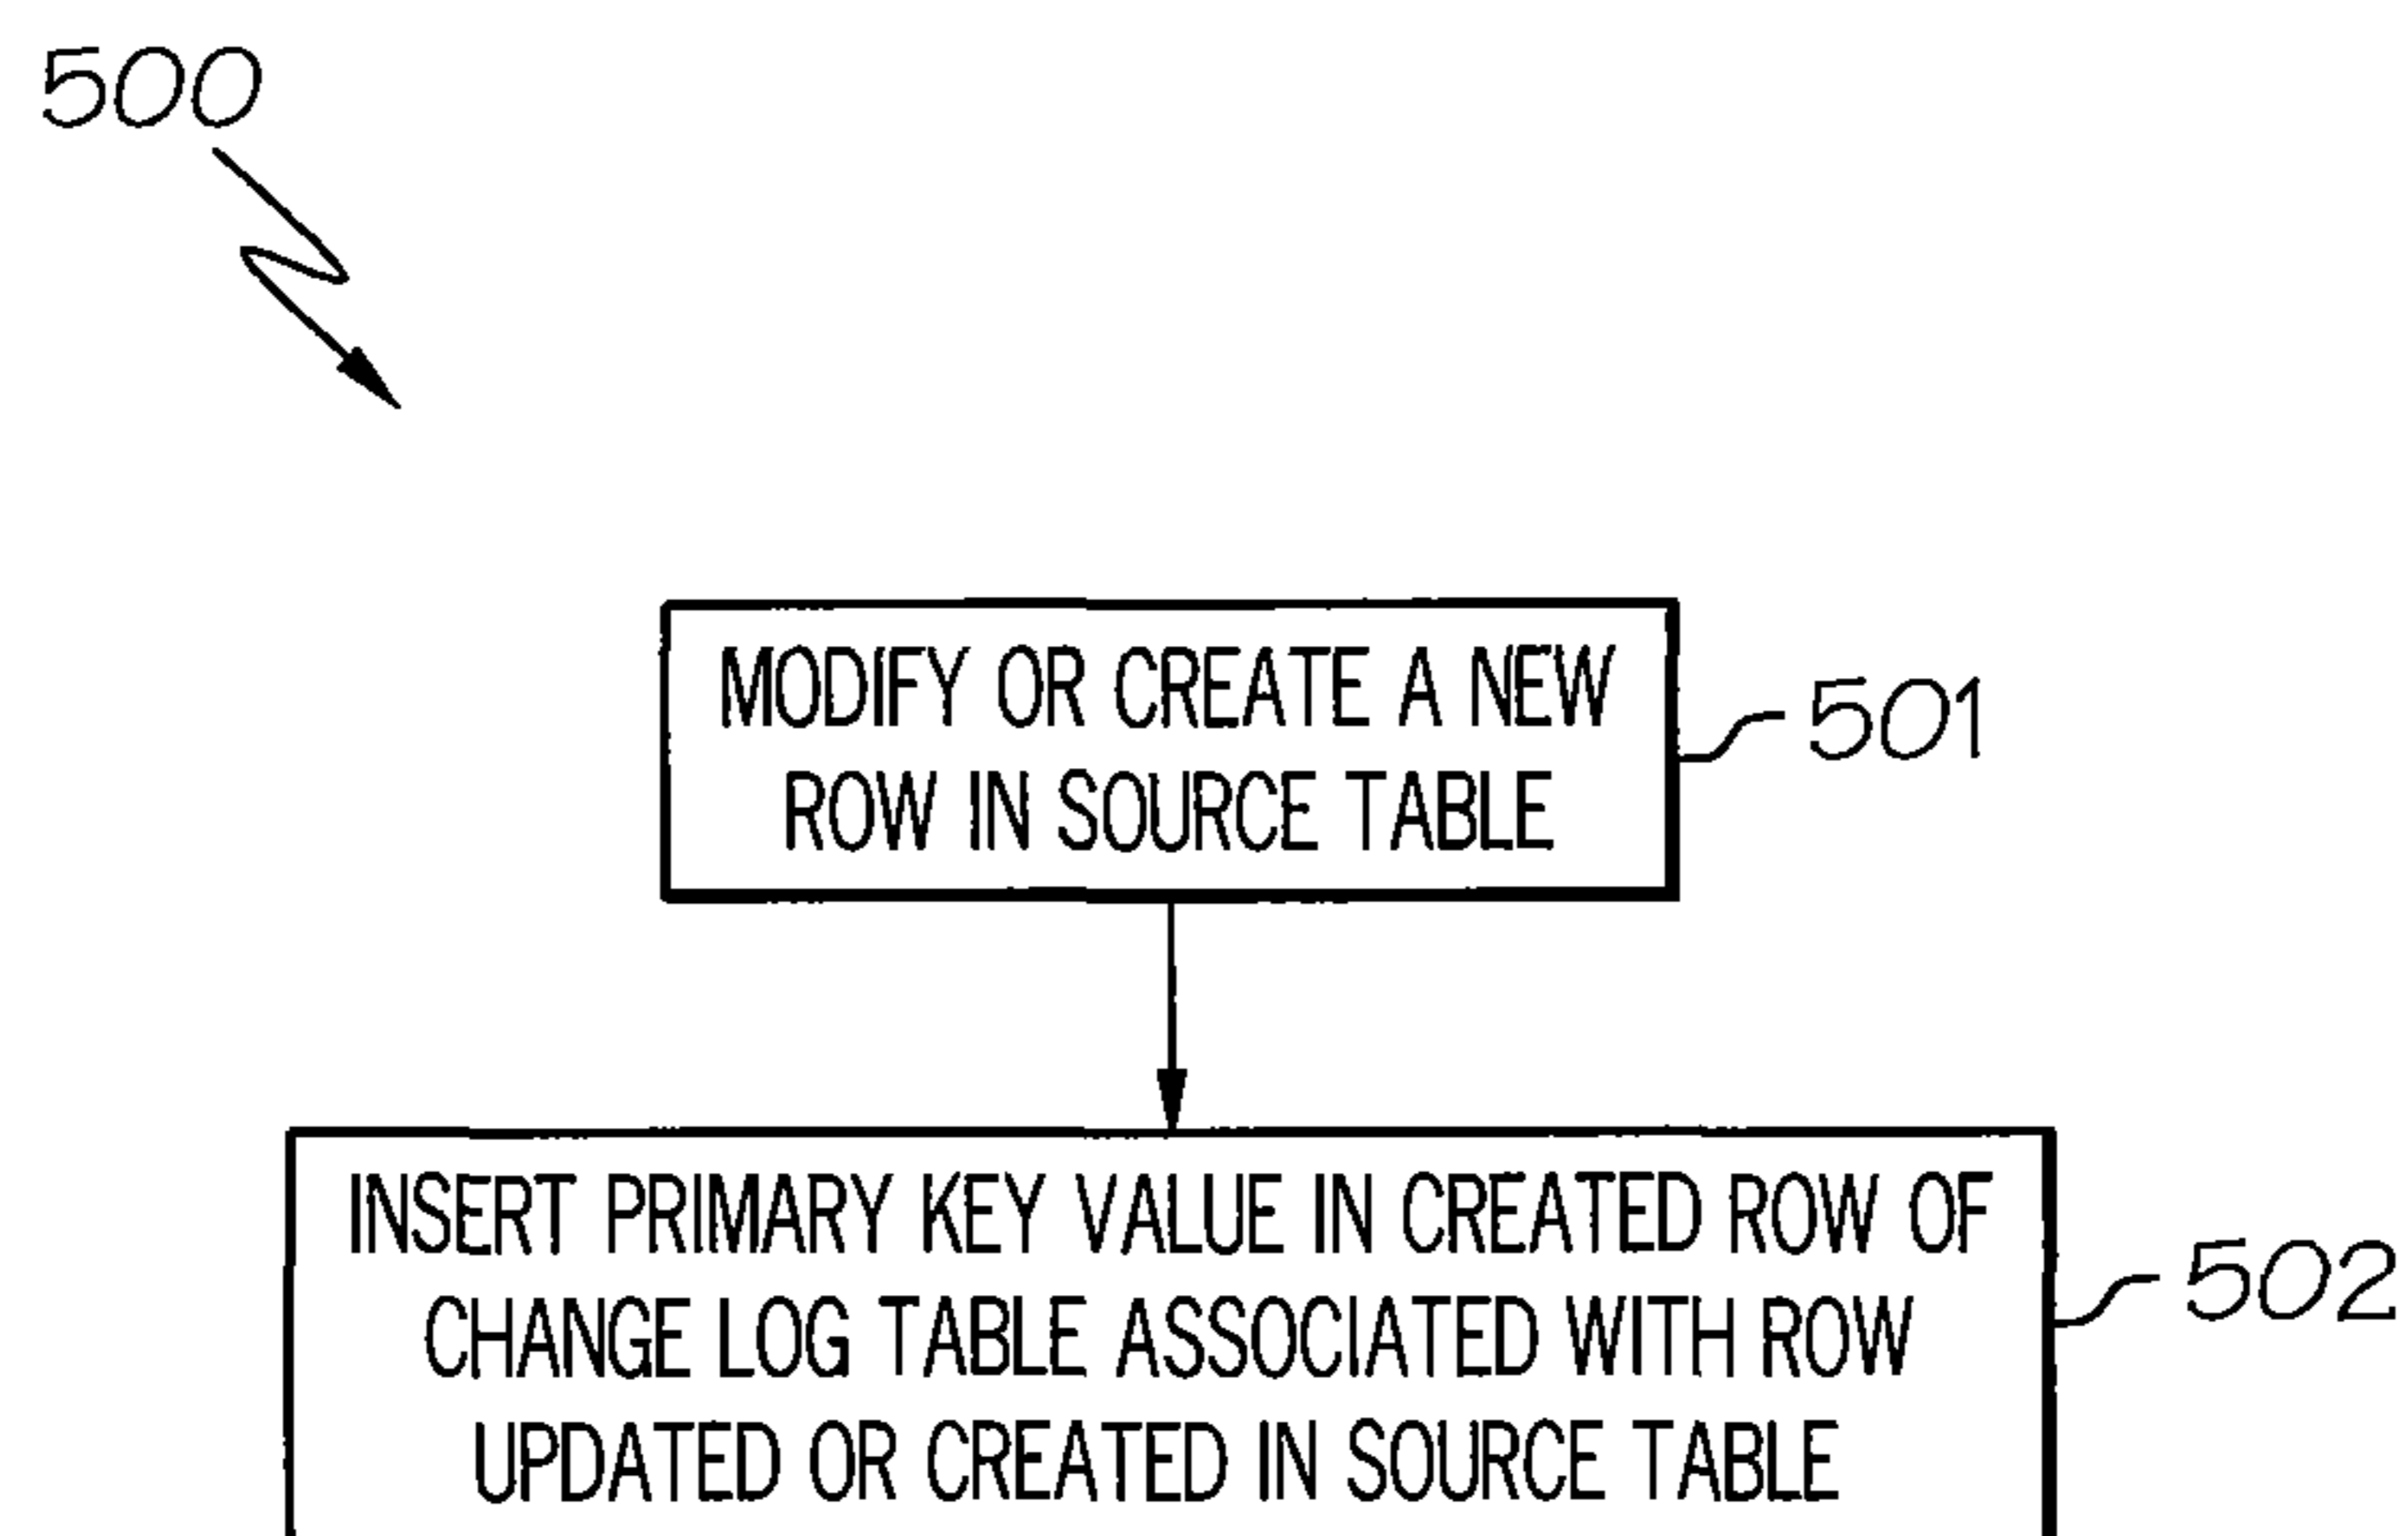 500
MODIFY OR CREATE A NEW
ROW IN SOURCE TABLE
501
INSERT PRIMARY KEY VALUE IN CREATED ROW OF
CHANGE LOG TABLE ASSOCIATED WITH ROW
UPDATED OR CREATED IN SOURCE TABLE
502